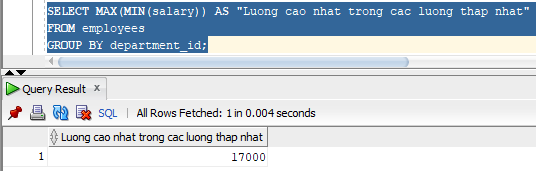 SELECT MAX(MIN(salary)) AS "Luong cao nhat trong cac luong thap nhat"
FROM employees
GROUP BY department_id;
Query Result x
SQL | All Rows Fetched: 1 in 0.004 seconds
Luong cao nhat trong cac luong thap nhat
1 17000